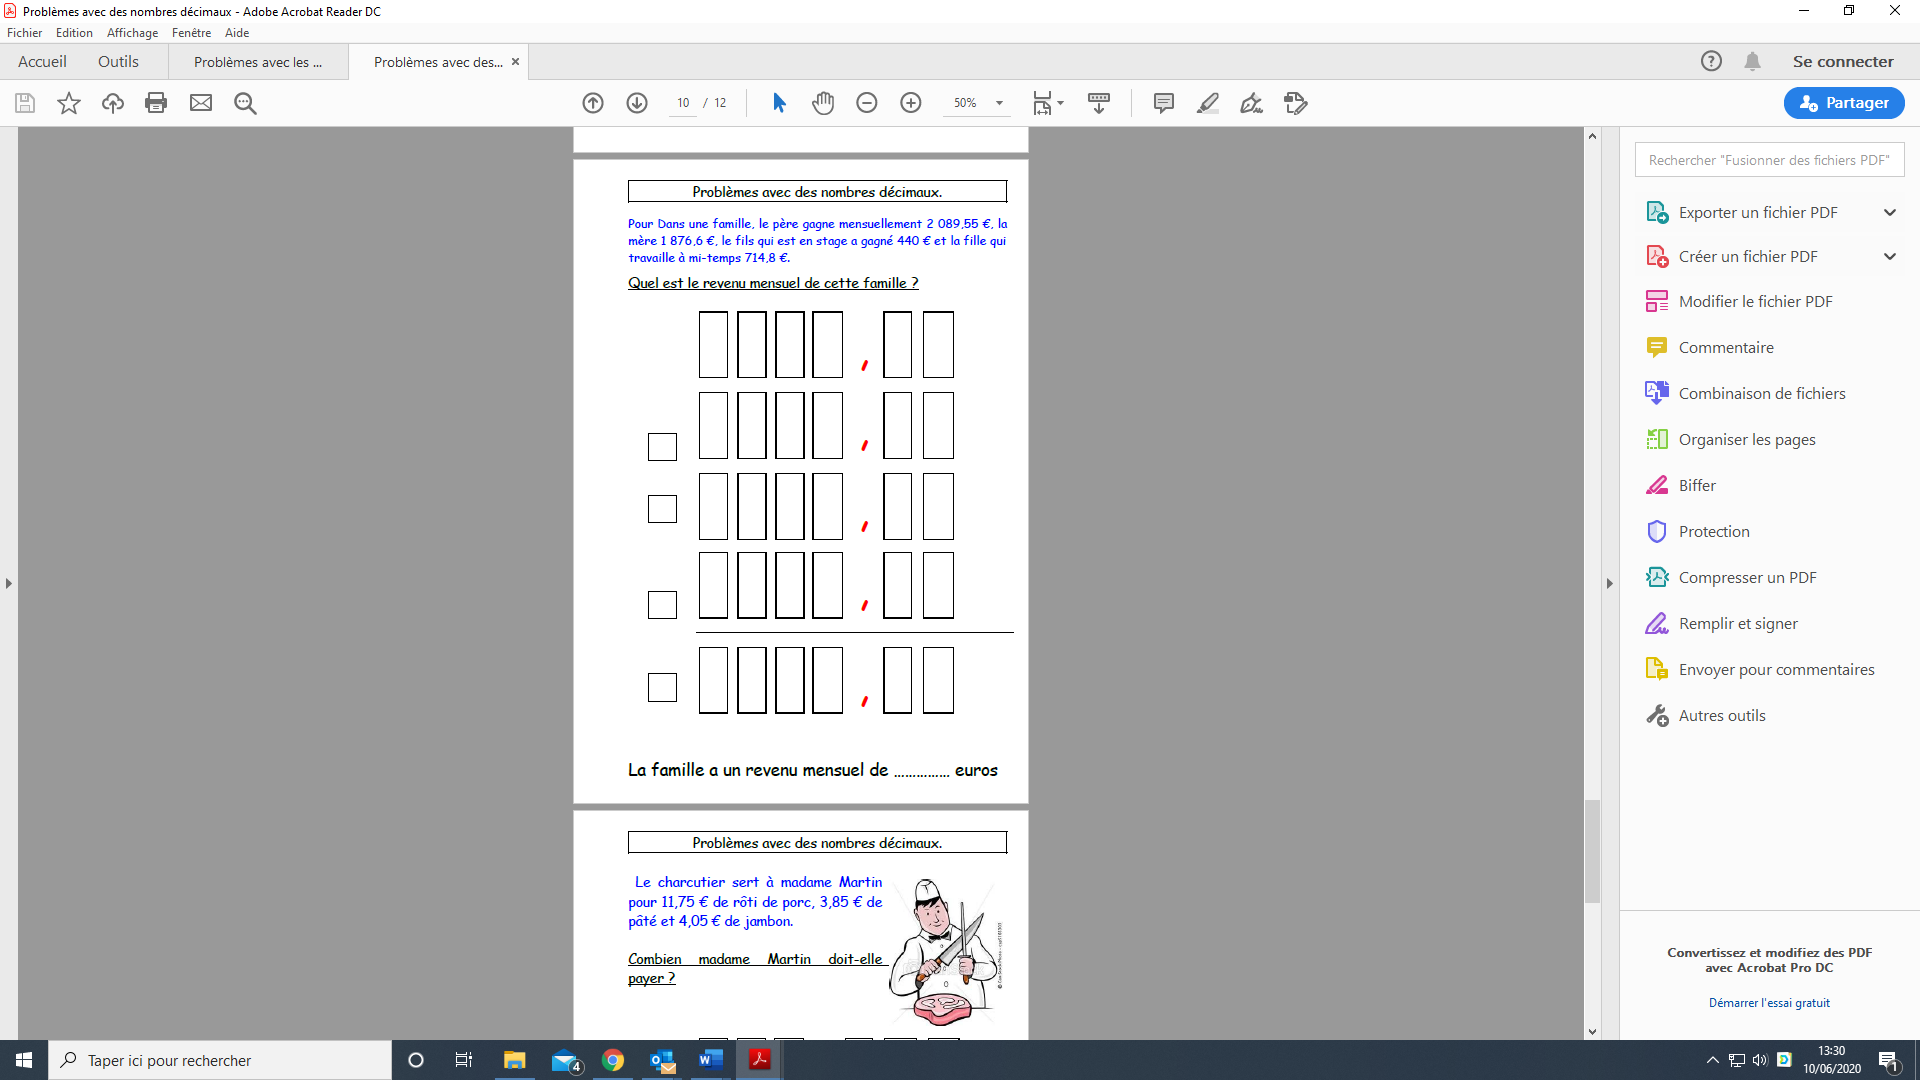 Problèmes avec des nombres décimaux - Adobe Acrobat Reader DC
Fichier Edition Affichage Fenêtre Aide
Accueil Outils Problèmes avec les ... Problèmes avec des... × Se connecter
10 / 12 50% Partager
Rechercher "Fusionner des fichiers PDF"
Exporter un fichier PDF
Créer un fichier PDF
Modifier le fichier PDF
Commentaire
Combinaison de fichiers
Organiser les pages
Biffer
Protection
Compresser un PDF
Remplir et signer
Envoyer pour commentaires
Autres outils
Convertissez et modifiez des PDF
avec Acrobat Pro DC
Démarrer l'essai gratuit
Problèmes avec des nombres décimaux.
Pour Dans une famille, le père gagne mensuellement 2 089,55 €, la
mère 1 876,6 €, le fils qui est en stage a gagné 440 € et la fille qui
travaille à mi-temps 714,8 €.
Quel est le revenu mensuel de cette famille ?
,
,
,
,
,
La famille a un revenu mensuel de ............... euros
Problèmes avec des nombres décimaux.
Le charcutier sert à madame Martin
pour 11,75 € de rôti de porc, 3,85 € de
pâté et 4,05 € de jambon.
Combien madame Martin doit-elle
payer ?
Taper ici pour rechercher
4
13:30
10/06/2020
1